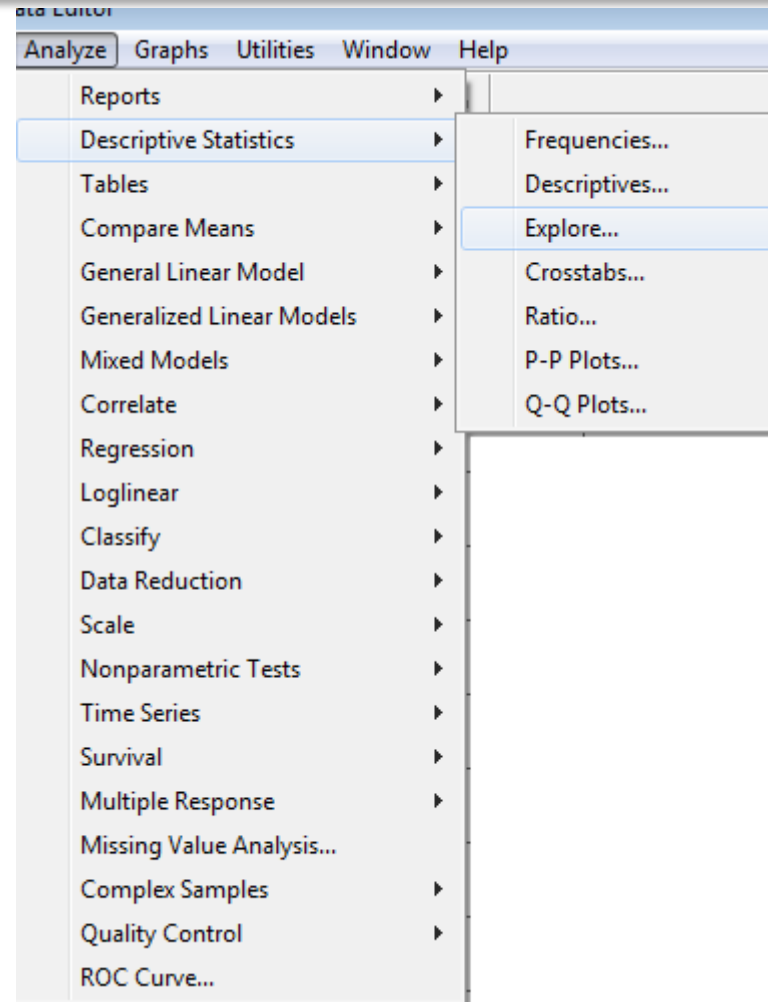 ata Editor
Analyze Graphs Utilities Window Help
Reports
Descriptive Statistics
Tables
Compare Means
General Linear Model
Generalized Linear Models
Mixed Models
Correlate
Regression
Loglinear
Classify
Data Reduction
Scale
Nonparametric Tests
Time Series
Survival
Multiple Response
Missing Value Analysis...
Complex Samples
Quality Control
ROC Curve...
Frequencies...
Descriptives...
Explore...
Crosstabs...
Ratio...
P-P Plots...
Q-Q Plots...